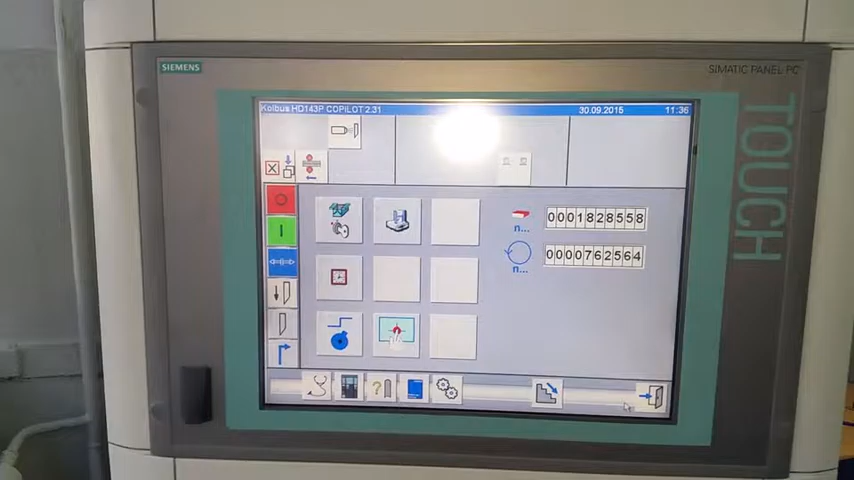 SIEMENS
SIMATIC PANEL PC
Kolbus HD143P COPILOT 2.31
30.09.2015
11:36
TOUCH
0001828558
n...
0000762564
n...